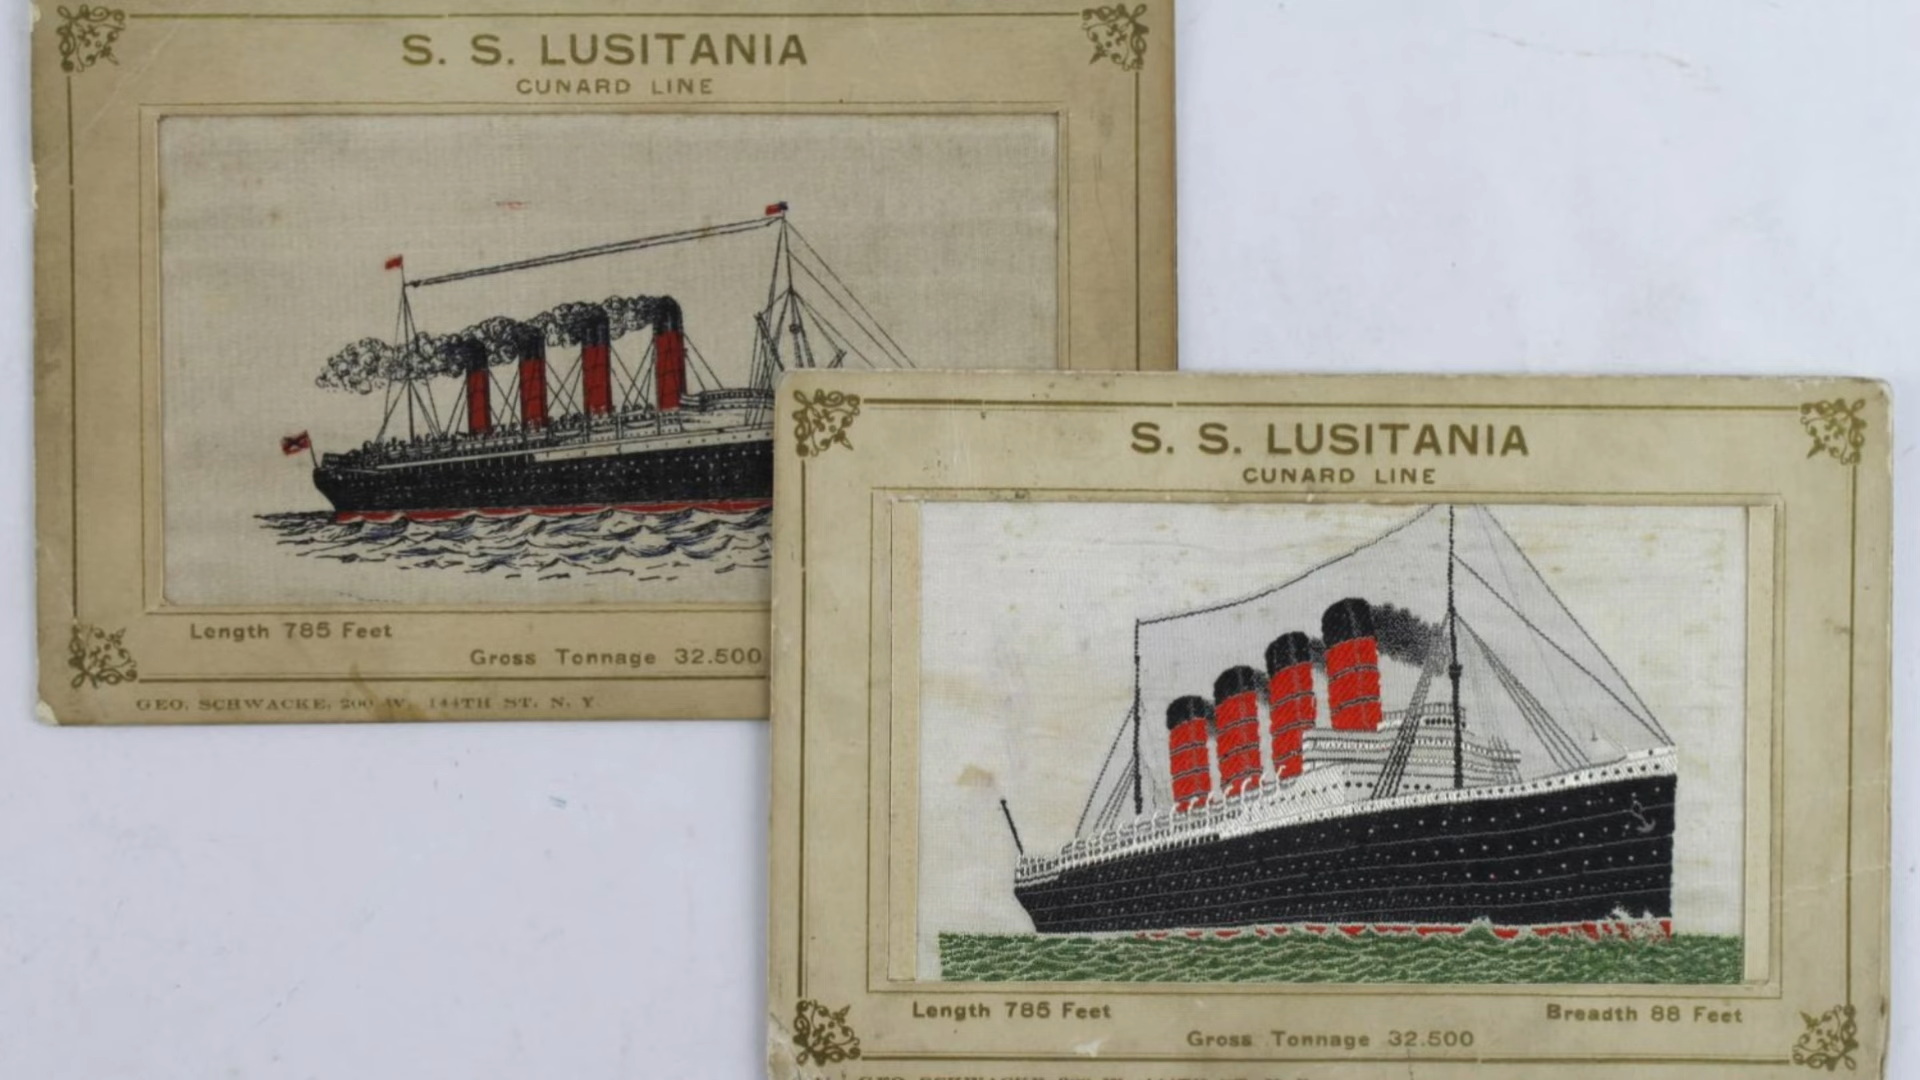 S. S. LUSITANIA
CUNARD LINE
Length 785 Feet
Gross Tonnage 32.500
GEO. SCHWACKE, 200 W. 144TH ST. N. Y.
S. S. LUSITANIA
CUNARD LINE
Length 785 Feet
Breadth 88 Feet
Gross Tonnage 32.500